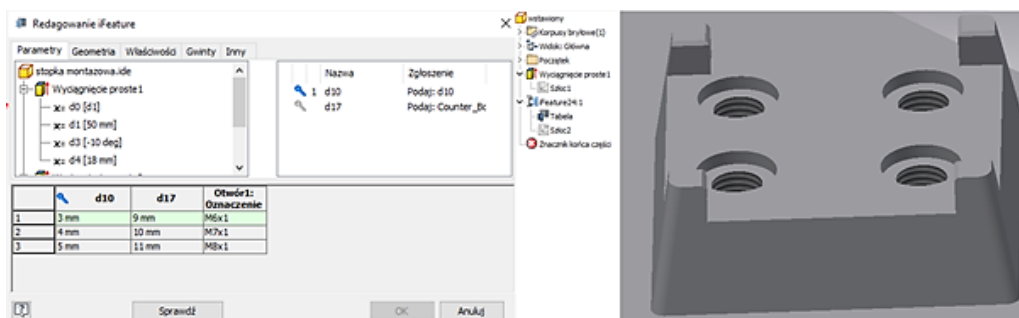 Redagowanie iFeature
Parametry Geometria Właściwości Gwinty Inny
stopka montazowa.ide
Wyciągnięcie proste1
x= d0 [d1]
x= d1 [50 mm]
x= d3 [-10 deg]
x= d4 [18 mm]
Nazwa Zgłoszenie
1 d10 Podaj: d10
d17 Podaj: Counter_Bc
d10 d17 Otwór1:
Oznaczenie
1 3 mm 9 mm M6x1
2 4 mm 10 mm M7x1
3 5 mm 11 mm M8x1
? Sprawdź OK Anuluj
wstawiony
Korpusy bryłowe(1)
Widok: Główna
Początek
Wyciągnięcie proste1
Szkic1
iFeature24:1
Tabela
Szkic2
Znacznik końca części